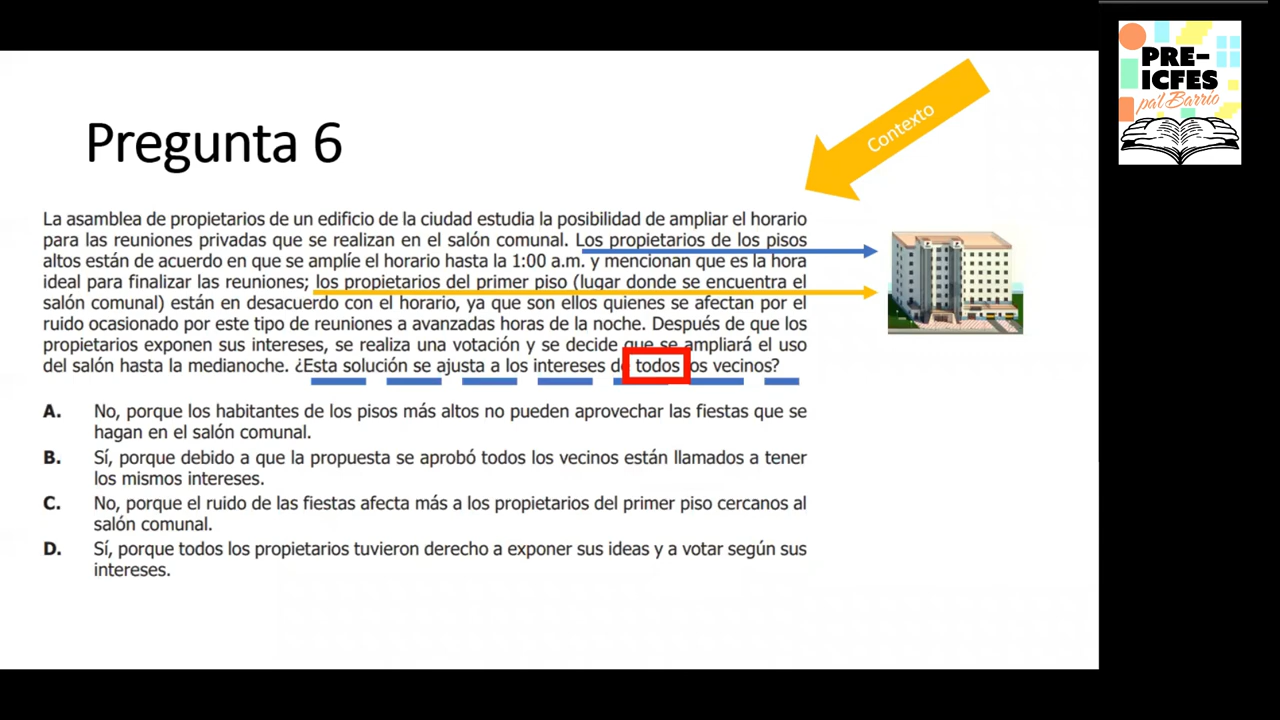 PRE-
ICFES
pa'l Barrio
Contexto
Pregunta 6
La asamblea de propietarios de un edificio de la ciudad estudia la posibilidad de ampliar el horario
para las reuniones privadas que se realizan en el salón comunal. Los propietarios de los pisos
altos están de acuerdo en que se amplíe el horario hasta la 1:00 a.m. y mencionan que es la hora
ideal para finalizar las reuniones; los propietarios del primer piso (lugar donde se encuentra el
salón comunal) están en desacuerdo con el horario, ya que son ellos quienes se afectan por el
ruido ocasionado por este tipo de reuniones a avanzadas horas de la noche. Después de que los
propietarios exponen sus intereses, se realiza una votación y se decide que se ampliará el uso
del salón hasta la medianoche. ¿Esta solución se ajusta a los intereses de todos los vecinos?
A. No, porque los habitantes de los pisos más altos no pueden aprovechar las fiestas que se
hagan en el salón comunal.
B. Sí, porque debido a que la propuesta se aprobó todos los vecinos están llamados a tener
los mismos intereses.
C. No, porque el ruido de las fiestas afecta más a los propietarios del primer piso cercanos al
salón comunal.
D. Sí, porque todos los propietarios tuvieron derecho a exponer sus ideas y a votar según sus
intereses.